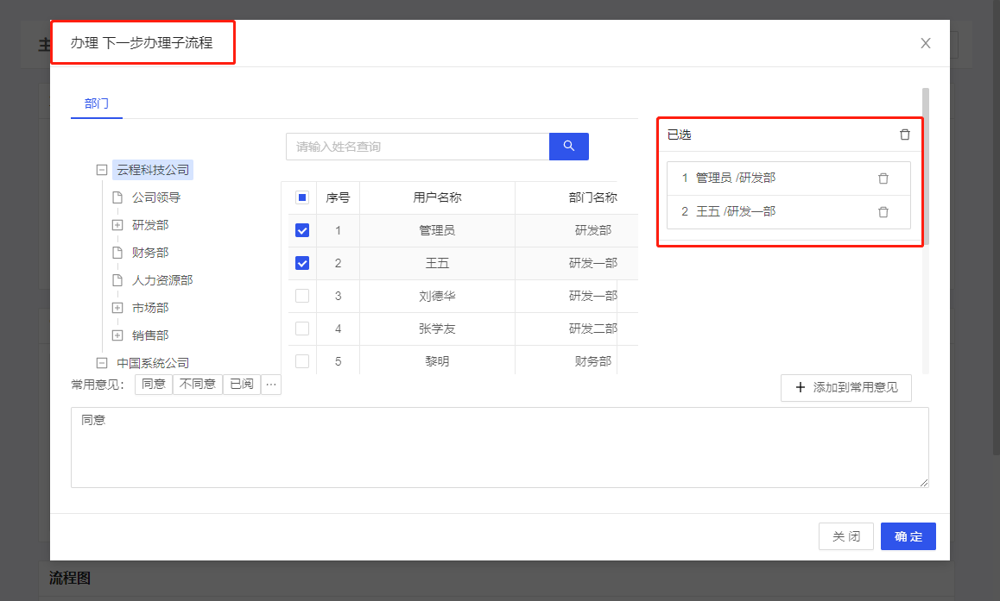 主
办理 下一步办理子流程
部门
请输入姓名查询
云程科技公司
公司领导
研发部
财务部
人力资源部
市场部
销售部
中国系统公司
序号 用户名称 部门名称
1 管理员 研发部
2 王五 研发一部
3 刘德华 研发一部
4 张学友 研发二部
5 黎明 财务部
已选
1 管理员 /研发部
2 王五 /研发一部
常用意见: 同意 不同意 已阅 ...
添加到常用意见
同意
关 闭 确 定
流程图